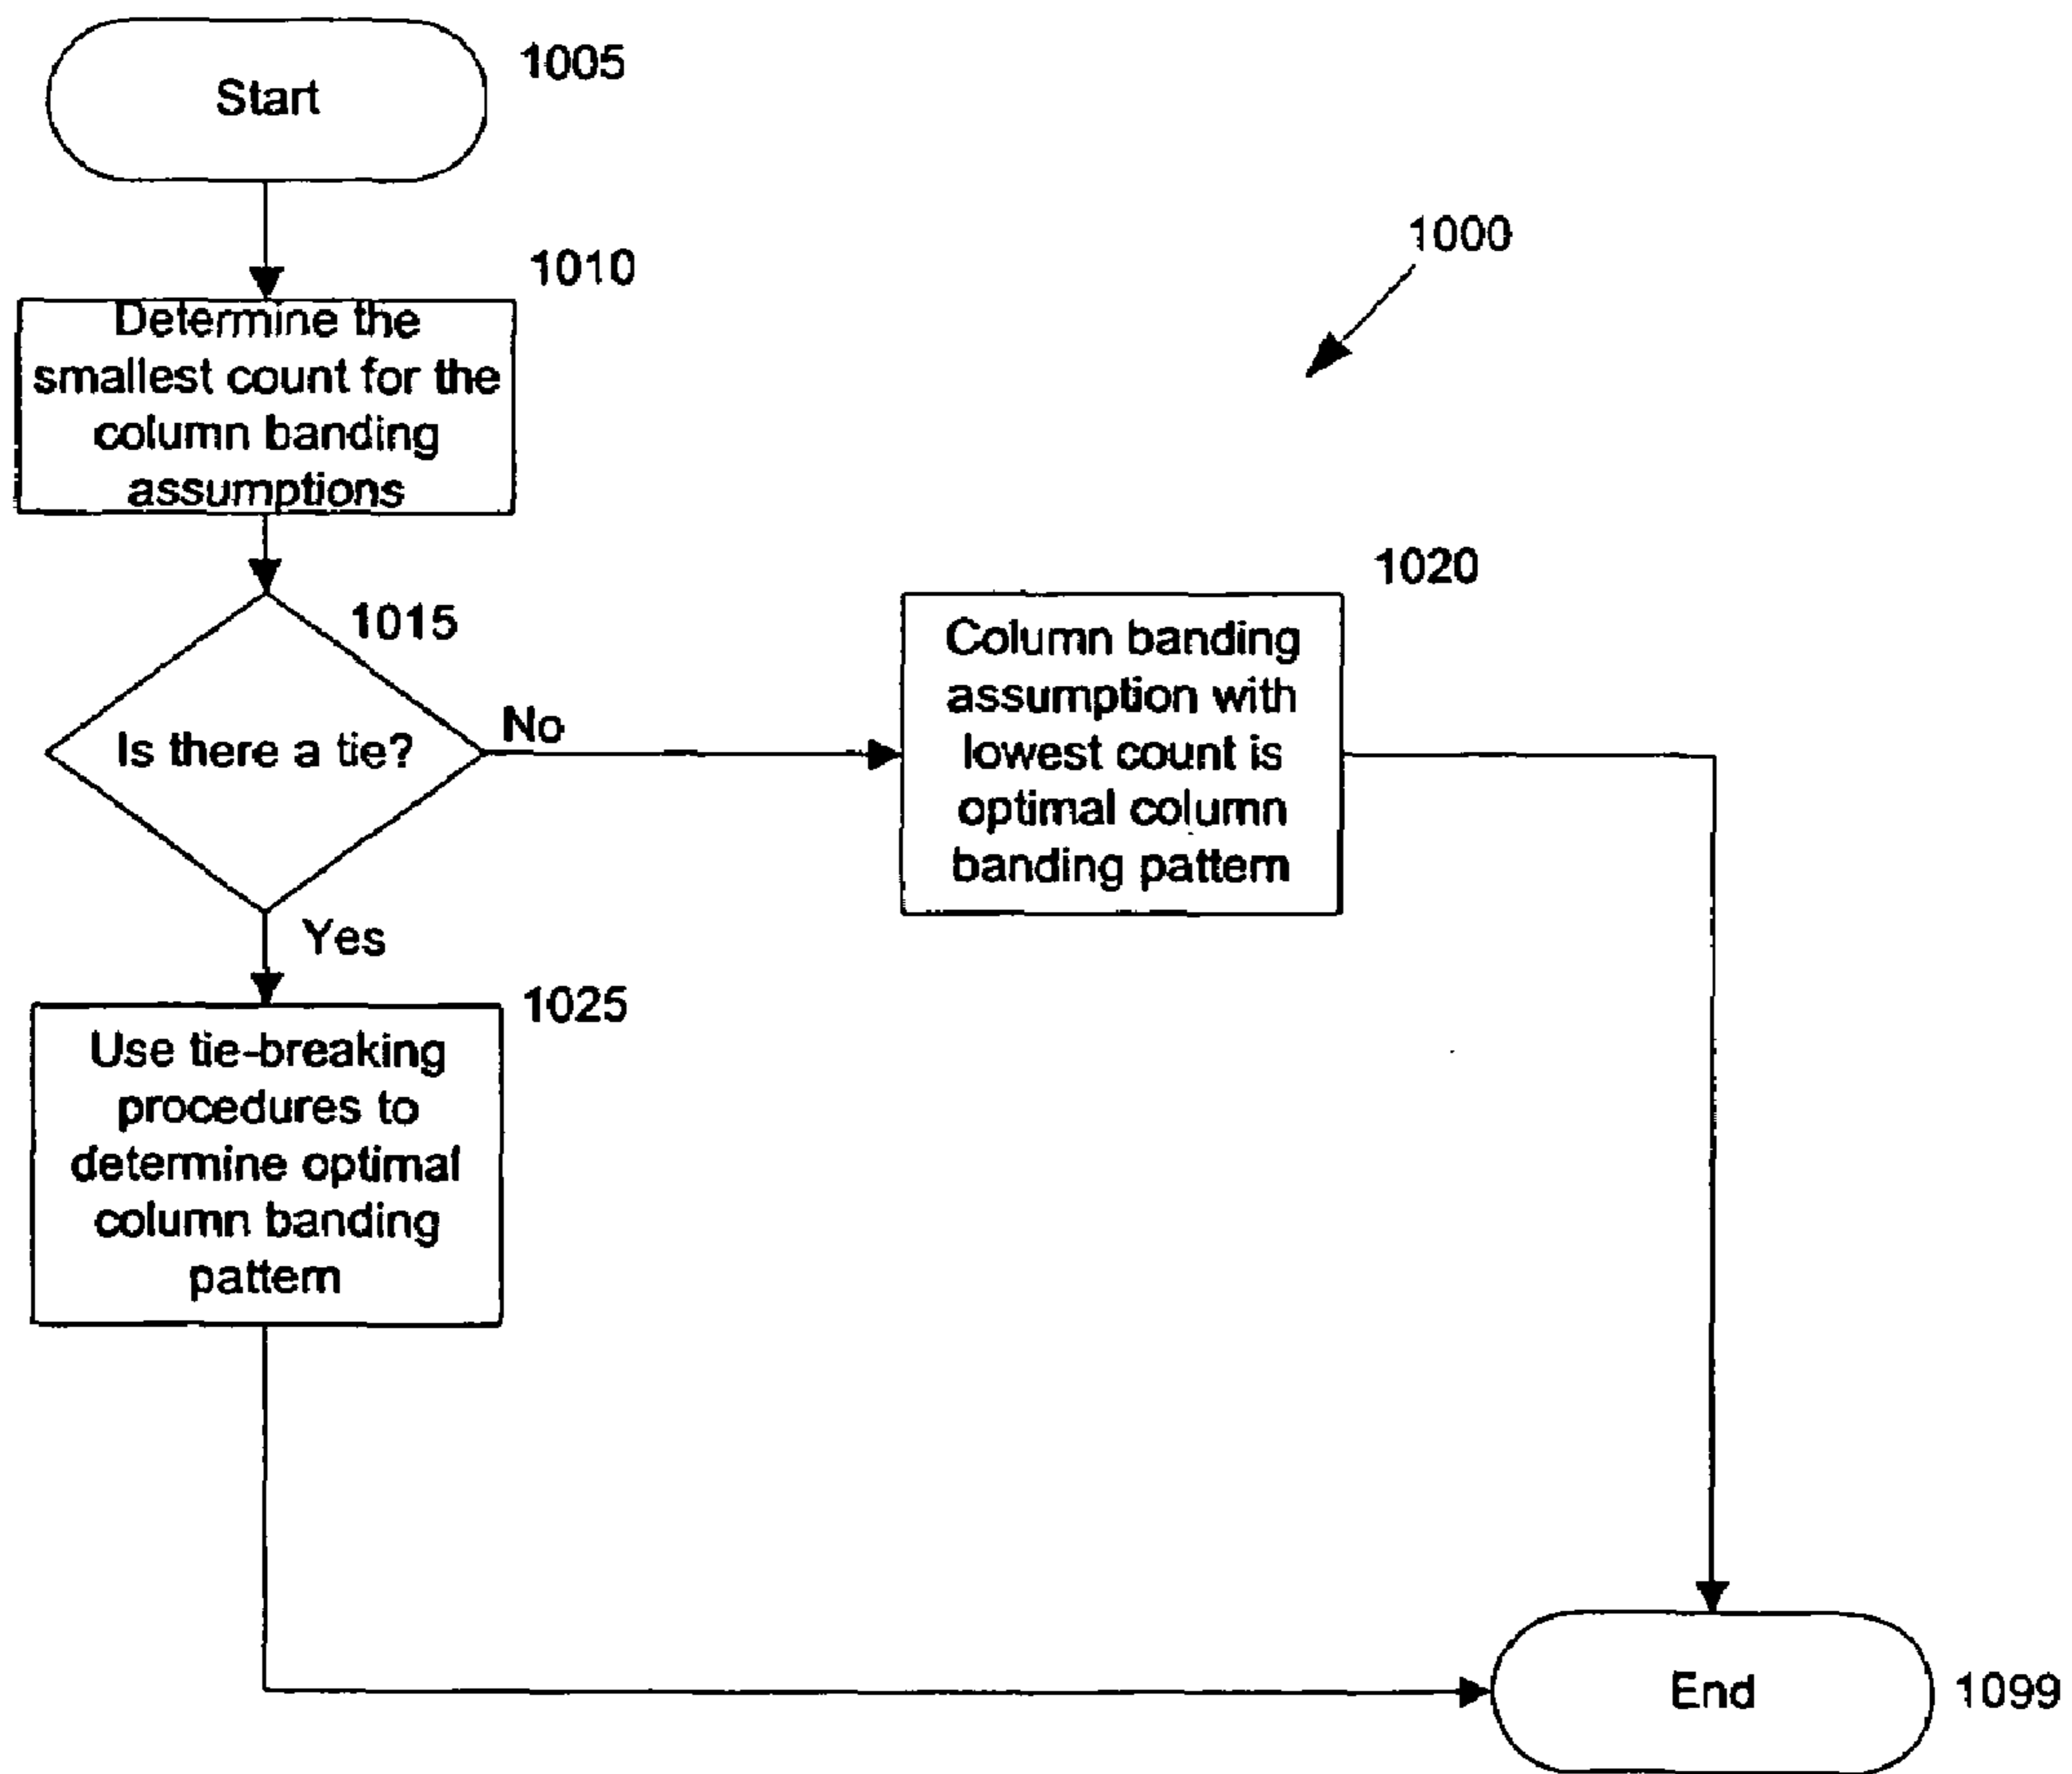 Start
1005
1000
1010
Determine the
smallest count for the
column banding
assumptions
1015
Is there a tie?
No
Yes
1020
Column banding
assumption with
lowest count is
optimal column
banding pattern
1025
Use tie-breaking
procedures to
determine optimal
column banding
pattern
End
1099